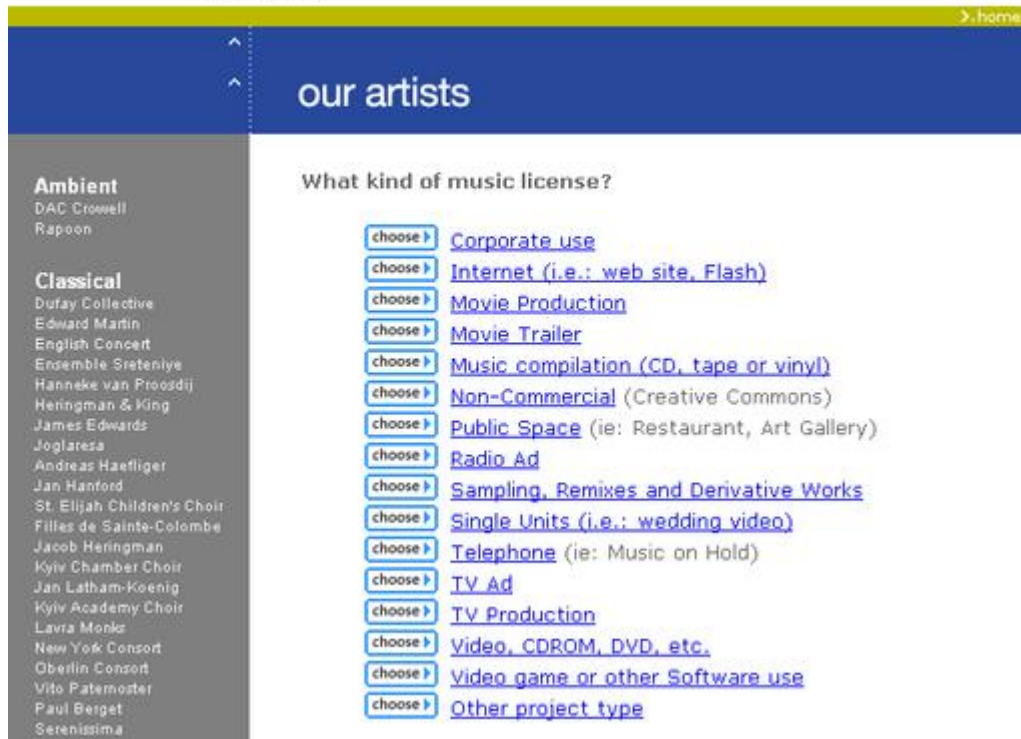 >.home
our artists
Ambient
DAC Crowell
Rapoon
Classical
Dufay Collective
Edward Martin
English Concert
Ensemble Sreteniye
Hanneke van Proosdij
Heringman & King
James Edwards
Joglaresa
Andreas Haefliger
Jan Hanford
St. Elijah Children's Choir
Filles de Sainte-Colombe
Jacob Heringman
Kyiv Chamber Choir
Jan Latham-Koenig
Kyiv Academy Choir
Lavra Monks
New York Consort
Oberlin Consort
Vito Paternoster
Paul Berget
Serenissima
What kind of music license?
choose Corporate use
choose Internet (i.e.: web site, Flash)
choose Movie Production
choose Movie Trailer
choose Music compilation (CD, tape or vinyl)
choose Non-Commercial (Creative Commons)
choose Public Space (ie: Restaurant, Art Gallery)
choose Radio Ad
choose Sampling, Remixes and Derivative Works
choose Single Units (i.e.: wedding video)
choose Telephone (ie: Music on Hold)
choose TV Ad
choose TV Production
choose Video, CDROM, DVD, etc.
choose Video game or other Software use
choose Other project type